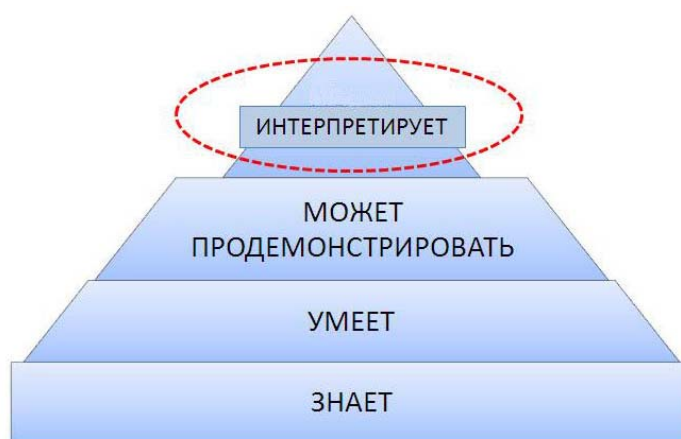 ИНТЕРПРЕТИРУЕТ
МОЖЕТ
ПРОДЕМОНСТРИРОВАТЬ
УМЕЕТ
ЗНАЕТ